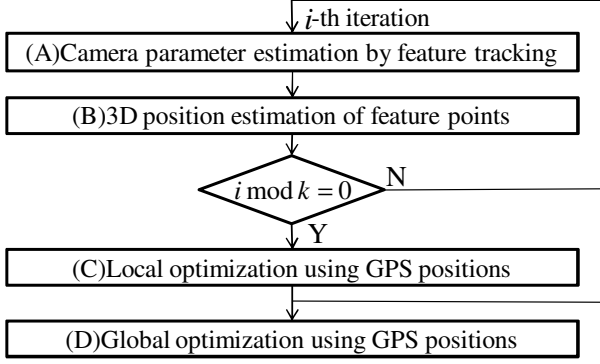 i-th iteration
(A)Camera parameter estimation by feature tracking
(B)3D position estimation of feature points
i mod k = 0
N
Y
(C)Local optimization using GPS positions
(D)Global optimization using GPS positions